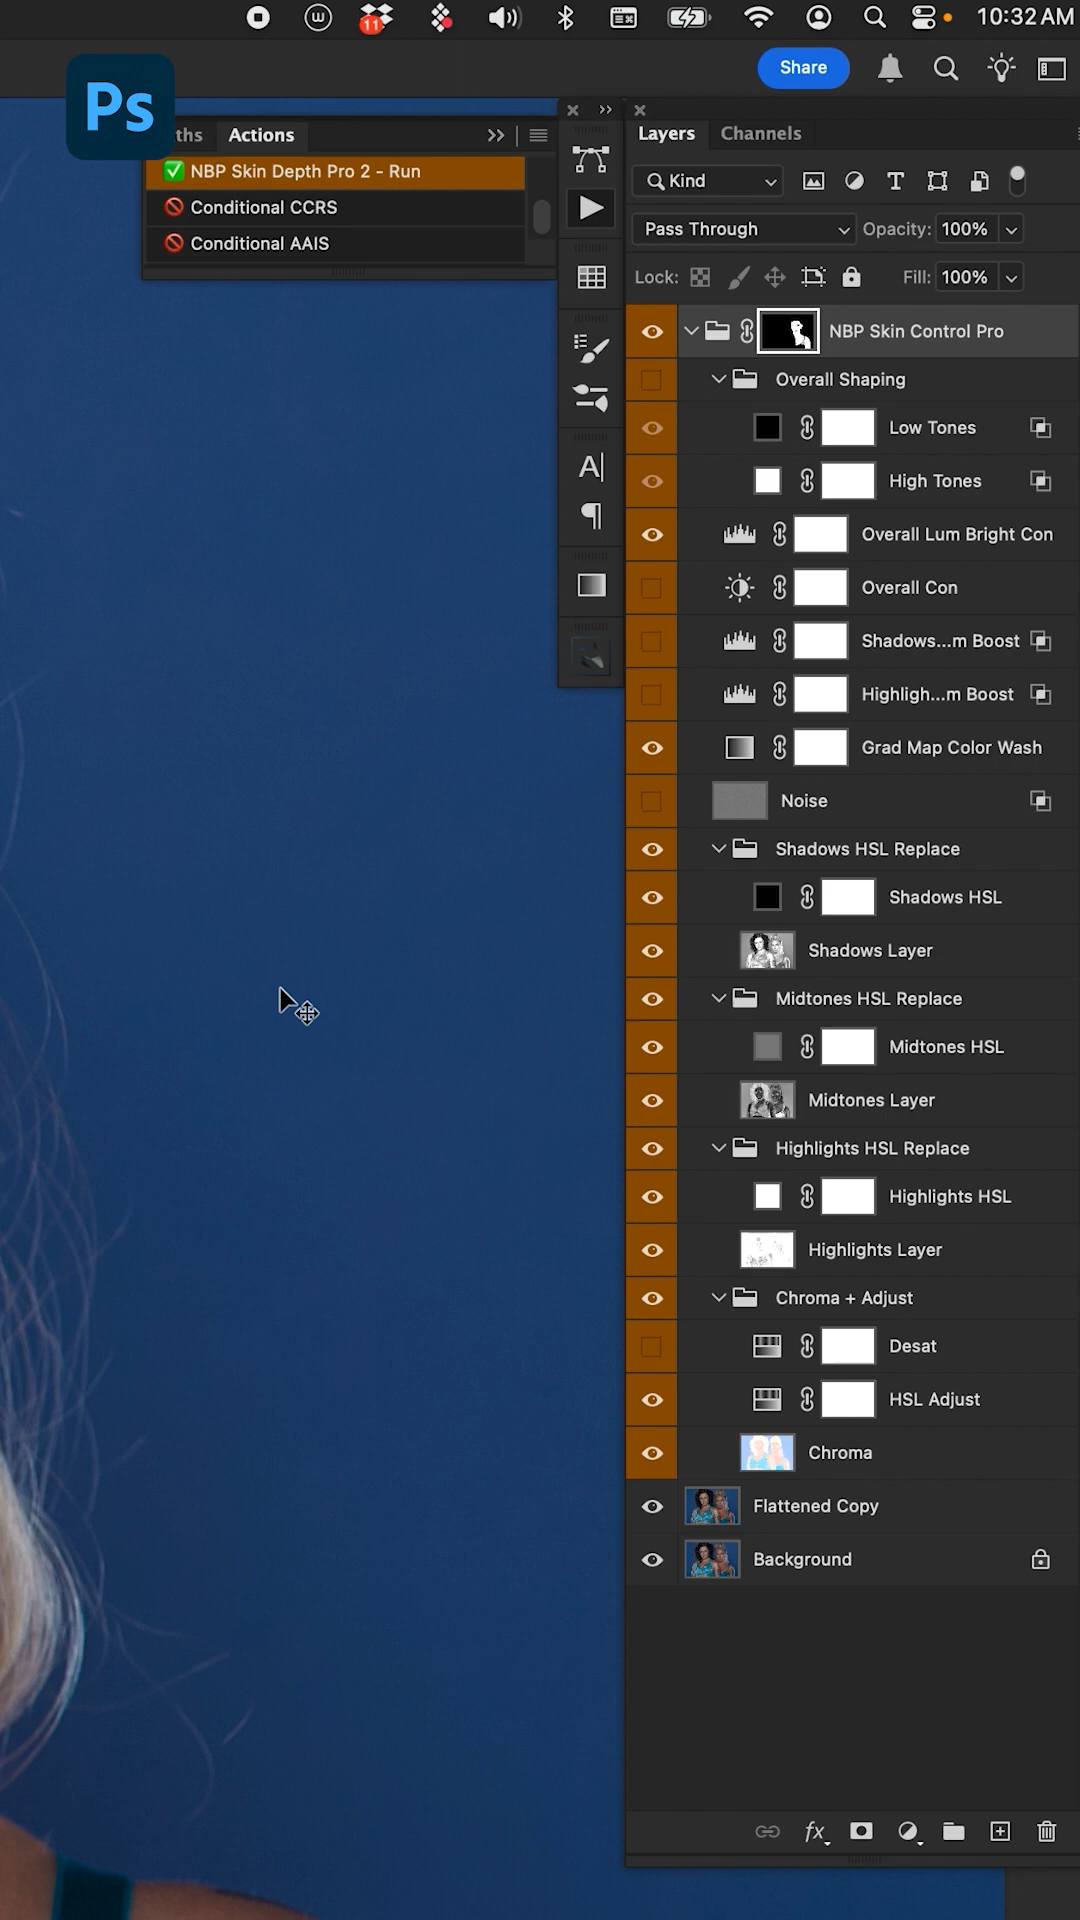 11
10:32 AM
Share
Ps
ths
Actions
NBP Skin Depth Pro 2 - Run
Conditional CCRS
Conditional AAIS
Layers
Channels
Kind
Pass Through
Opacity: 100%
Lock:
Fill: 100%
NBP Skin Control Pro
Overall Shaping
Low Tones
High Tones
Overall Lum Bright Con
Overall Con
Shadows...m Boost
Highligh...m Boost
Grad Map Color Wash
Noise
Shadows HSL Replace
Shadows HSL
Shadows Layer
Midtones HSL Replace
Midtones HSL
Midtones Layer
Highlights HSL Replace
Highlights HSL
Highlights Layer
Chroma + Adjust
Desat
HSL Adjust
Chroma
Flattened Copy
Background
fx